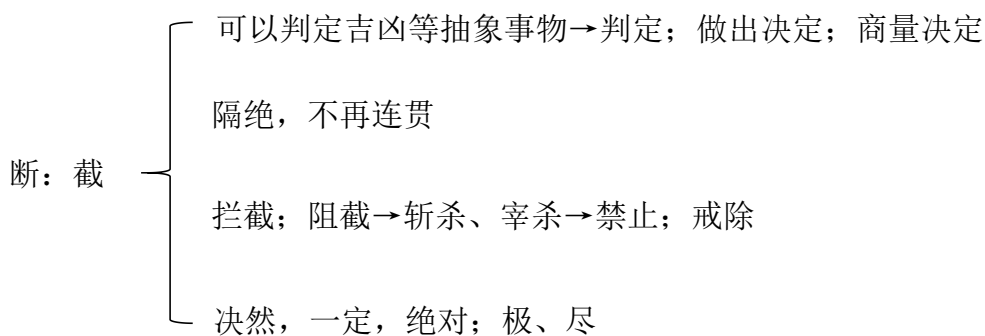 可以判定吉凶等抽象事物→判定；做出决定；商量决定
隔绝，不再连贯
断：截
拦截；阻截→斩杀、宰杀→禁止；戒除
决然，一定，绝对；极、尽